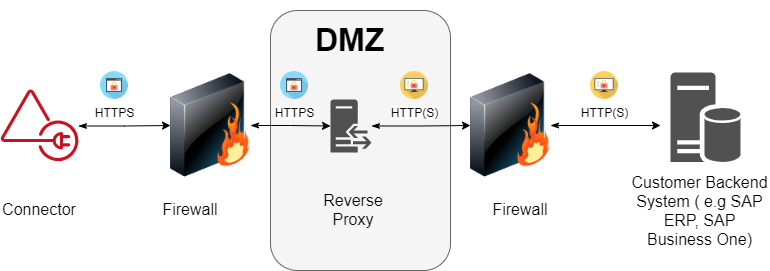 DMZ
HTTPS
HTTPS
HTTP(S)
HTTP(S)
Connector
Firewall
Reverse
Proxy
Firewall
Customer Backend
System ( e.g SAP
ERP, SAP
Business One)